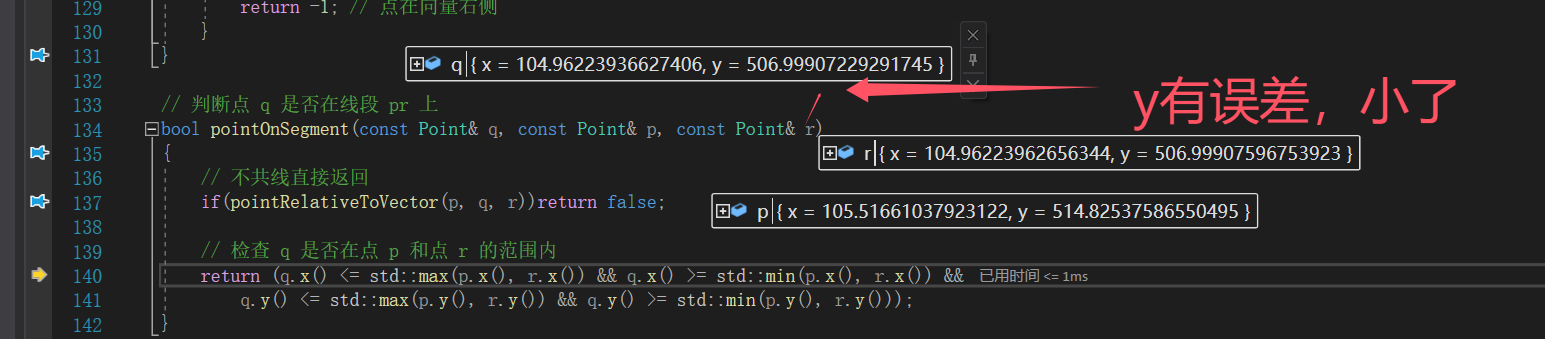 129 return -1; // 点在向量右侧
130 }
131 }
q { x = 104.96223936627406, y = 506.99907229291745 }
132
y有误差，小了
133 // 判断点 q 是否在线段 pr 上
134 bool pointOnSegment(const Point& q, const Point& p, const Point& r)
135 {
r { x = 104.96223962656344, y = 506.99907596753923 }
136 // 不共线直接返回
137 if(pointRelativeToVector(p, q, r))return false;
p { x = 105.51661037923122, y = 514.82537586550495 }
138
139 // 检查 q 是否在点 p 和点 r 的范围内
140 return (q.x() <= std::max(p.x(), r.x()) && q.x() >= std::min(p.x(), r.x()) && 已用时间 <= 1ms
141 q.y() <= std::max(p.y(), r.y()) && q.y() >= std::min(p.y(), r.y()));
142 }